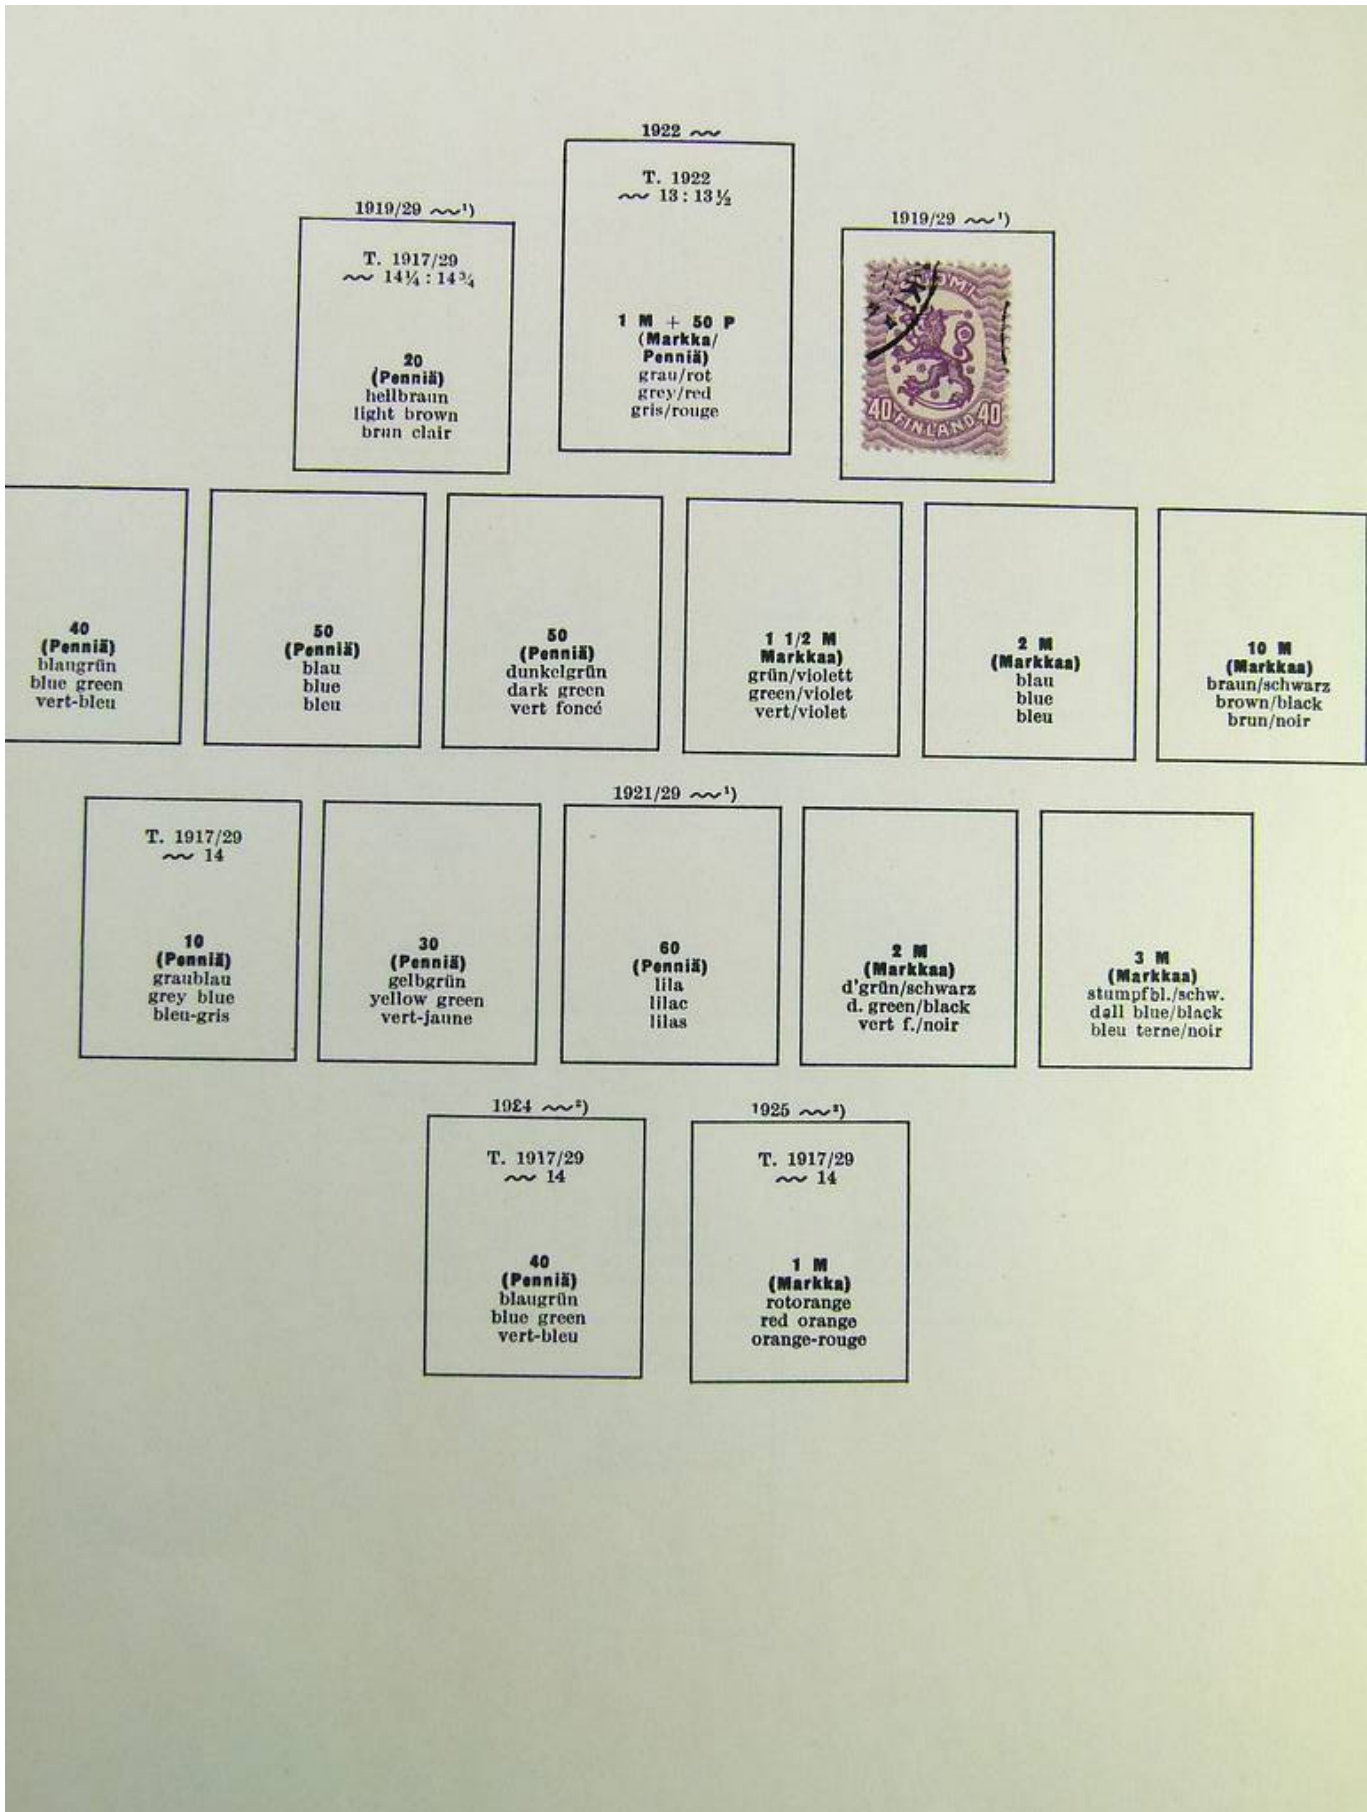 1922
T. 1922
13 : 13½
1 M + 50 P
(Markka/
Penniä)
grau/rot
grey/red
gris/rouge
1919/29 ¹)
T. 1917/29
14¼ : 14¾
20
(Penniä)
hellbraun
light brown
brun clair
1919/29 ¹)
SUOMI
40 FINLAND 40
40
(Penniä)
blaugrün
blue green
vert-bleu
50
(Penniä)
blau
blue
bleu
50
(Penniä)
dunkelgrün
dark green
vert foncé
1 1/2 M
Markkaa)
grün/violett
green/violet
vert/violet
2 M
(Markkaa)
blau
blue
bleu
10 M
(Markkaa)
braun/schwarz
brown/black
brun/noir
T. 1917/29
14
10
(Penniä)
graublau
grey blue
bleu-gris
30
(Penniä)
gelbgrün
yellow green
vert-jaune
1921/29 ¹)
60
(Penniä)
lila
lilac
lilas
2 M
(Markkaa)
d'grün/schwarz
d. green/black
vert f./noir
3 M
(Markkaa)
stumpfbl./schw.
dall blue/black
bleu terne/noir
1924 ²)
T. 1917/29
14
40
(Penniä)
blaugrün
blue green
vert-bleu
1925 ²)
T. 1917/29
14
1 M
(Markka)
rotorange
red orange
orange-rouge